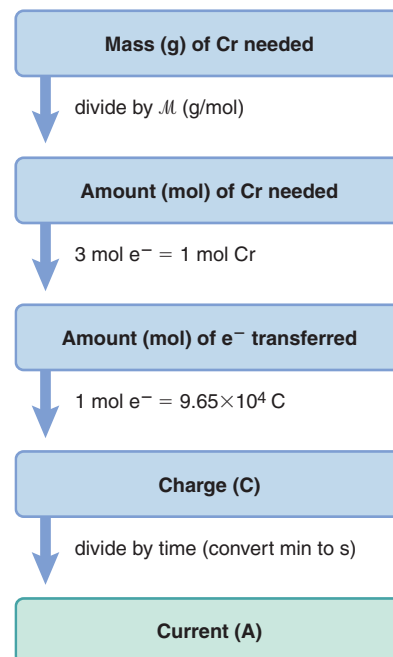 Mass (g) of Cr needed
divide by ℳ (g/mol)
Amount (mol) of Cr needed
3 mol e⁻ = 1 mol Cr
Amount (mol) of e⁻ transferred
1 mol e⁻ = 9.65×10⁴ C
Charge (C)
divide by time (convert min to s)
Current (A)